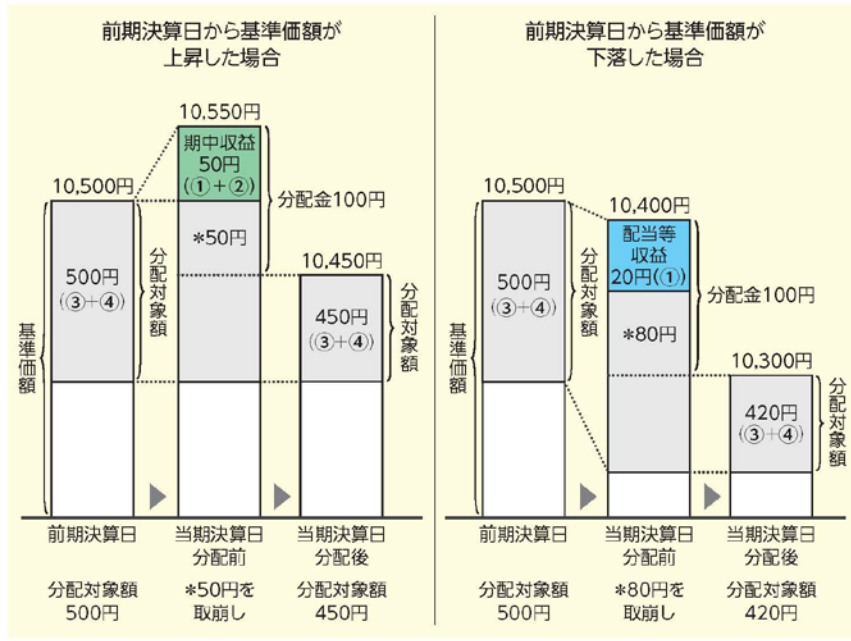 前期決算日から基準価額が
上昇した場合
10,550円
期中収益
50円
(①+②)
10,500円
分配金100円
*50円
10,450円
500円
(③+④)
分配対象額
450円
(③+④)
分配対象額
基準価額
前期決算日
当期決算日
分配前
当期決算日
分配後
分配対象額
500円
*50円を
取崩し
分配対象額
450円
前期決算日から基準価額が
下落した場合
10,500円
10,400円
配当等
収益
20円(①)
分配金100円
500円
(③+④)
分配対象額
*80円
10,300円
420円
(③+④)
分配対象額
基準価額
前期決算日
当期決算日
分配前
当期決算日
分配後
分配対象額
500円
*80円を
取崩し
分配対象額
420円